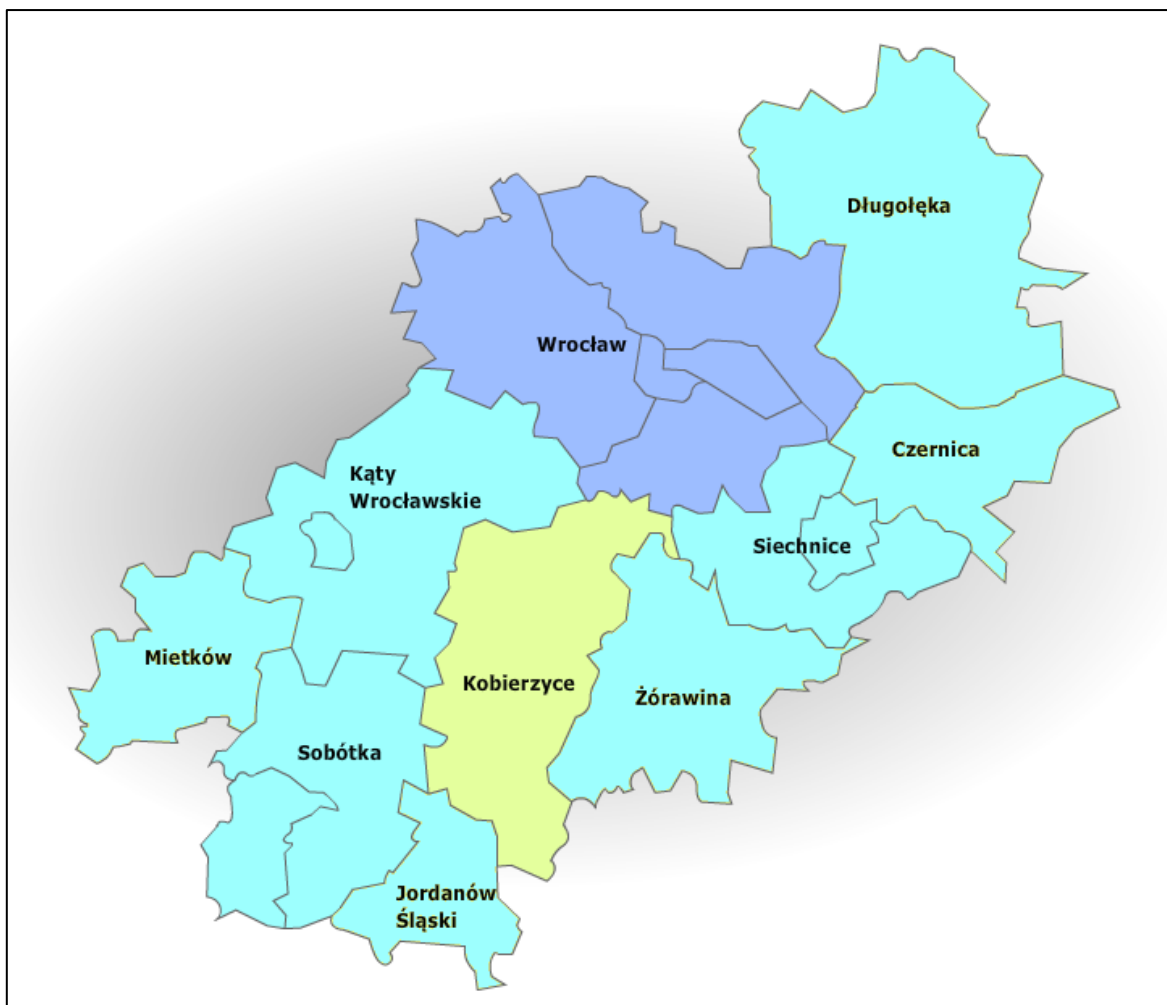 Długołęka
Wrocław
Czernica
Kąty
Wrocławskie
Siechnice
Mietków
Kobierzyce
Żórawina
Sobótka
Jordanów
Śląski